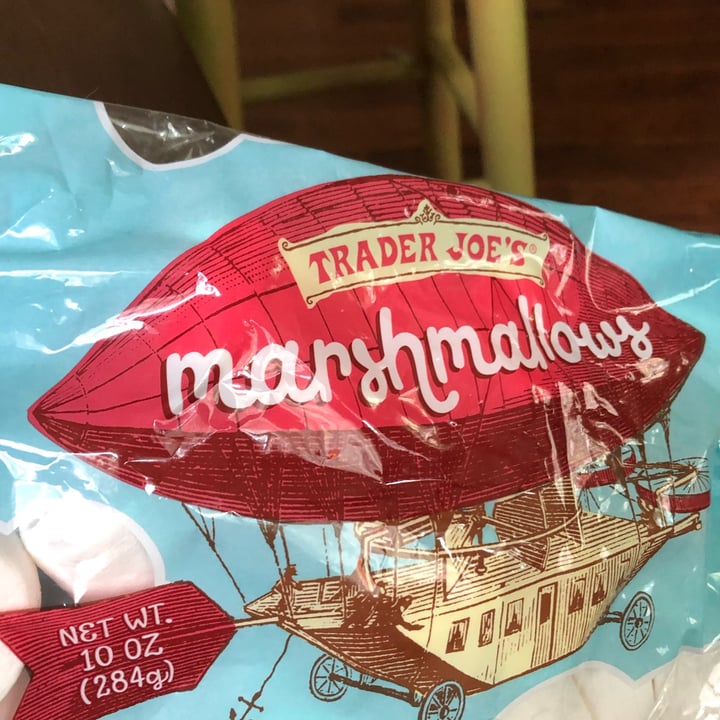 TRADER JOE'S®
marshmallows
NET WT.
10 OZ
(284g)